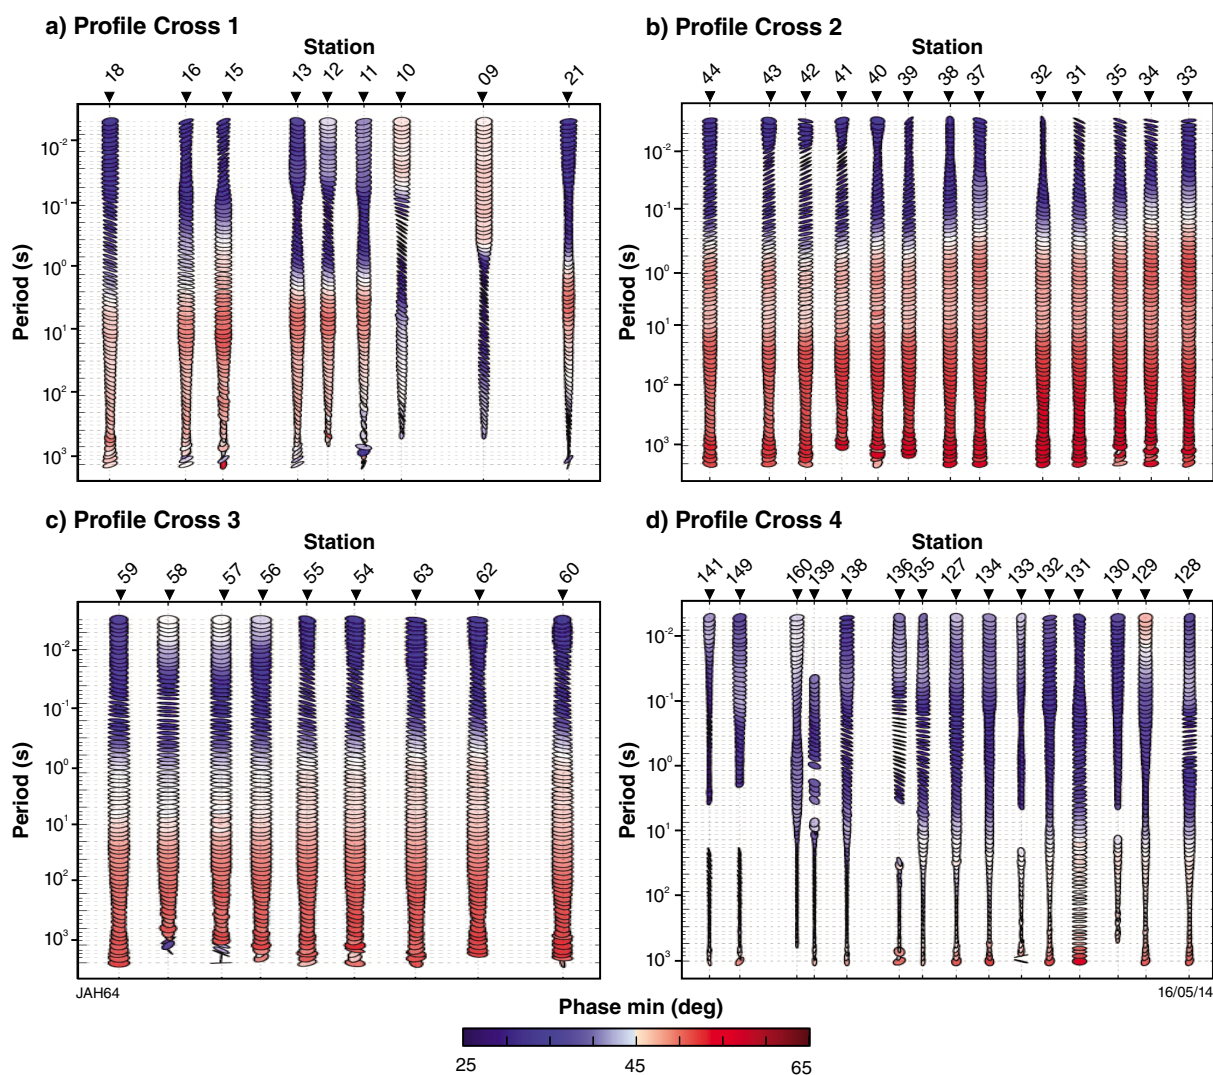 a) Profile Cross 1
Station
18 16 15 13 12 11 10 09 21
Period (s)
10-2
10-1
100
101
102
103
b) Profile Cross 2
Station
44 43 42 41 40 39 38 37 32 31 35 34 33
Period (s)
10-2
10-1
100
101
102
103
c) Profile Cross 3
Station
59 58 57 56 55 54 63 62 60
Period (s)
10-2
10-1
100
101
102
103
JAH64
d) Profile Cross 4
Station
141 149 160 139 138 136 135 127 134 133 132 131 130 129 128
Period (s)
10-2
10-1
100
101
102
103
16/05/14
Phase min (deg)
25 45 65